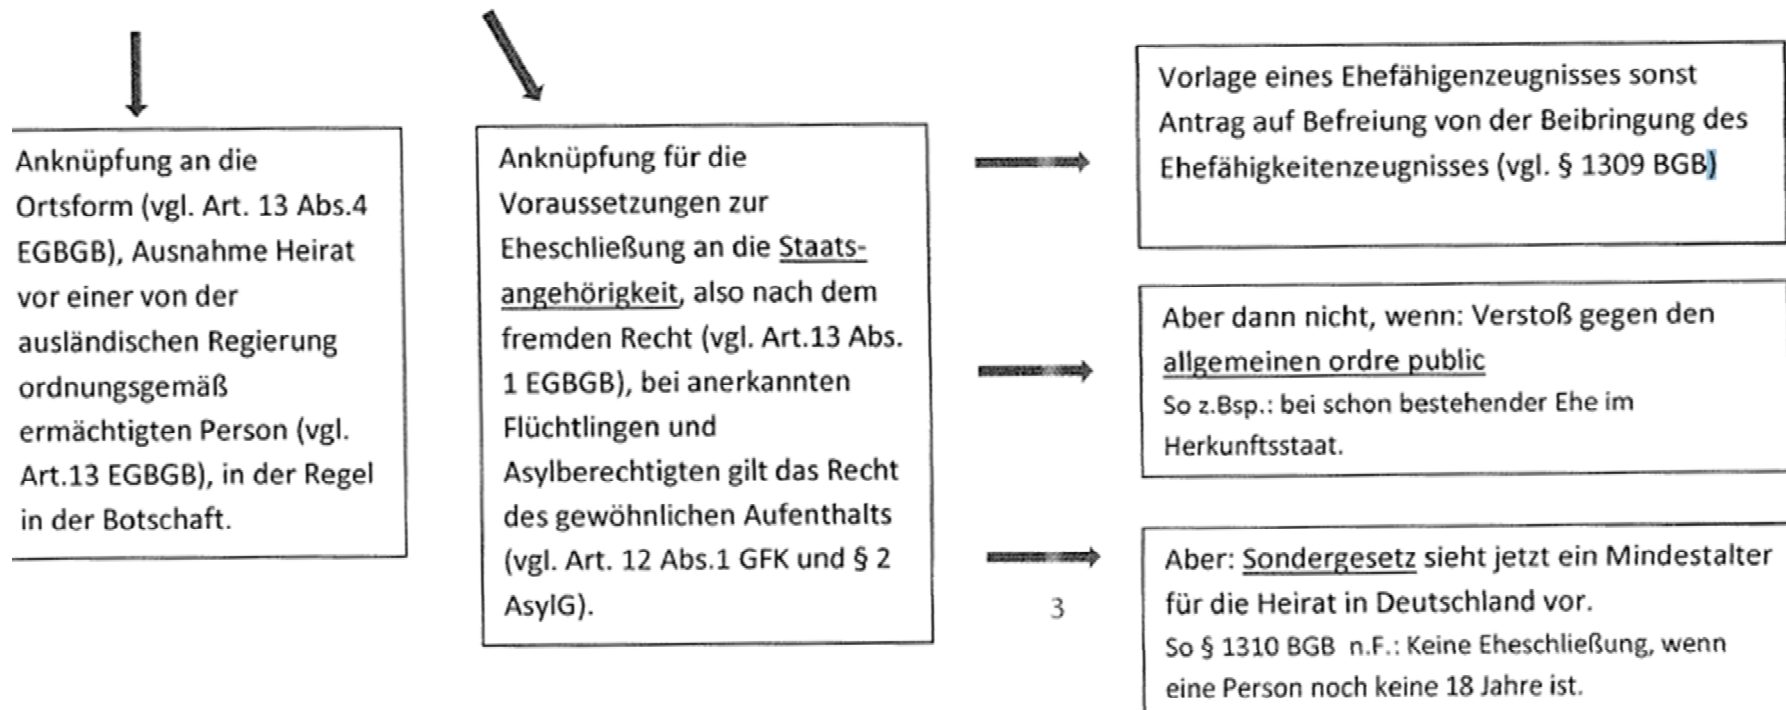 Anknüpfung an die
Ortsform (vgl. Art. 13 Abs.4
EGBGB), Ausnahme Heirat
vor einer von der
ausländischen Regierung
ordnungsgemäß
ermächtigten Person (vgl.
Art.13 EGBGB), in der Regel
in der Botschaft.
Anknüpfung für die
Voraussetzungen zur
Eheschließung an die Staats-
angehörigkeit, also nach dem
fremden Recht (vgl. Art.13 Abs.
1 EGBGB), bei anerkannten
Flüchtlingen und
Asylberechtigten gilt das Recht
des gewöhnlichen Aufenthalts
(vgl. Art. 12 Abs.1 GFK und § 2
AsylG).
Vorlage eines Ehefähigenzeugnisses sonst
Antrag auf Befreiung von der Beibringung des
Ehefähigkeitenzeugnisses (vgl. § 1309 BGB)
Aber dann nicht, wenn: Verstoß gegen den
allgemeinen ordre public
So z.Bsp.: bei schon bestehender Ehe im
Herkunftsstaat.
3
Aber: Sondergesetz sieht jetzt ein Mindestalter
für die Heirat in Deutschland vor.
So § 1310 BGB n.F.: Keine Eheschließung, wenn
eine Person noch keine 18 Jahre ist.